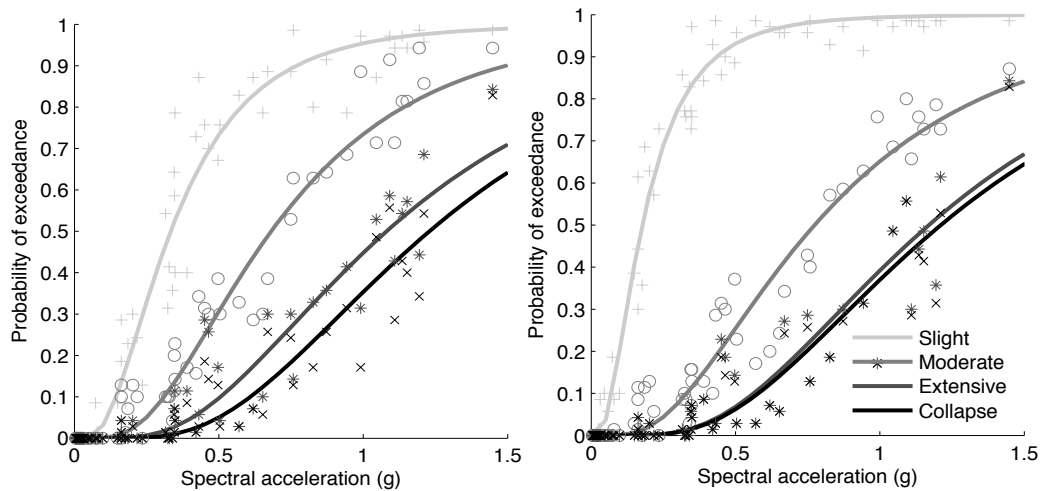 1
0.9
0.8
0.7
0.6
0.5
0.4
0.3
0.2
0.1
0
Probability of exceedance
0 0.5 1 1.5
Spectral acceleration (g)
1
0.9
0.8
0.7
0.6
0.5
0.4
0.3
0.2
0.1
0
Probability of exceedance
Slight
Moderate
Extensive
Collapse
0 0.5 1 1.5
Spectral acceleration (g)